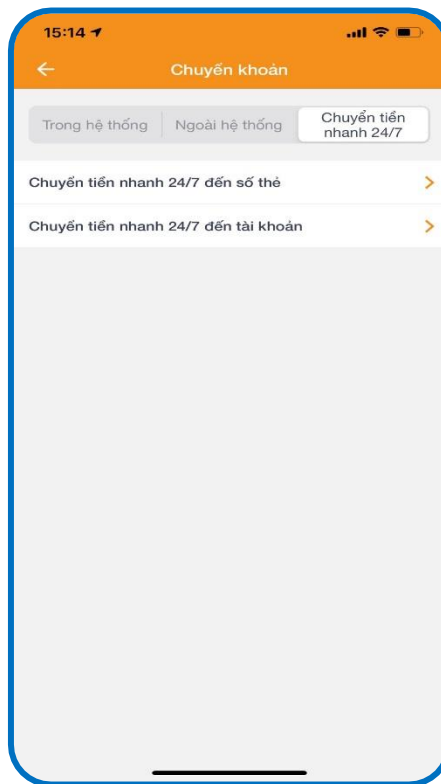 15:14
Chuyển khoản
Trong hệ thống
Ngoài hệ thống
Chuyển tiền
nhanh 24/7
Chuyển tiền nhanh 24/7 đến số thẻ
Chuyển tiền nhanh 24/7 đến tài khoản